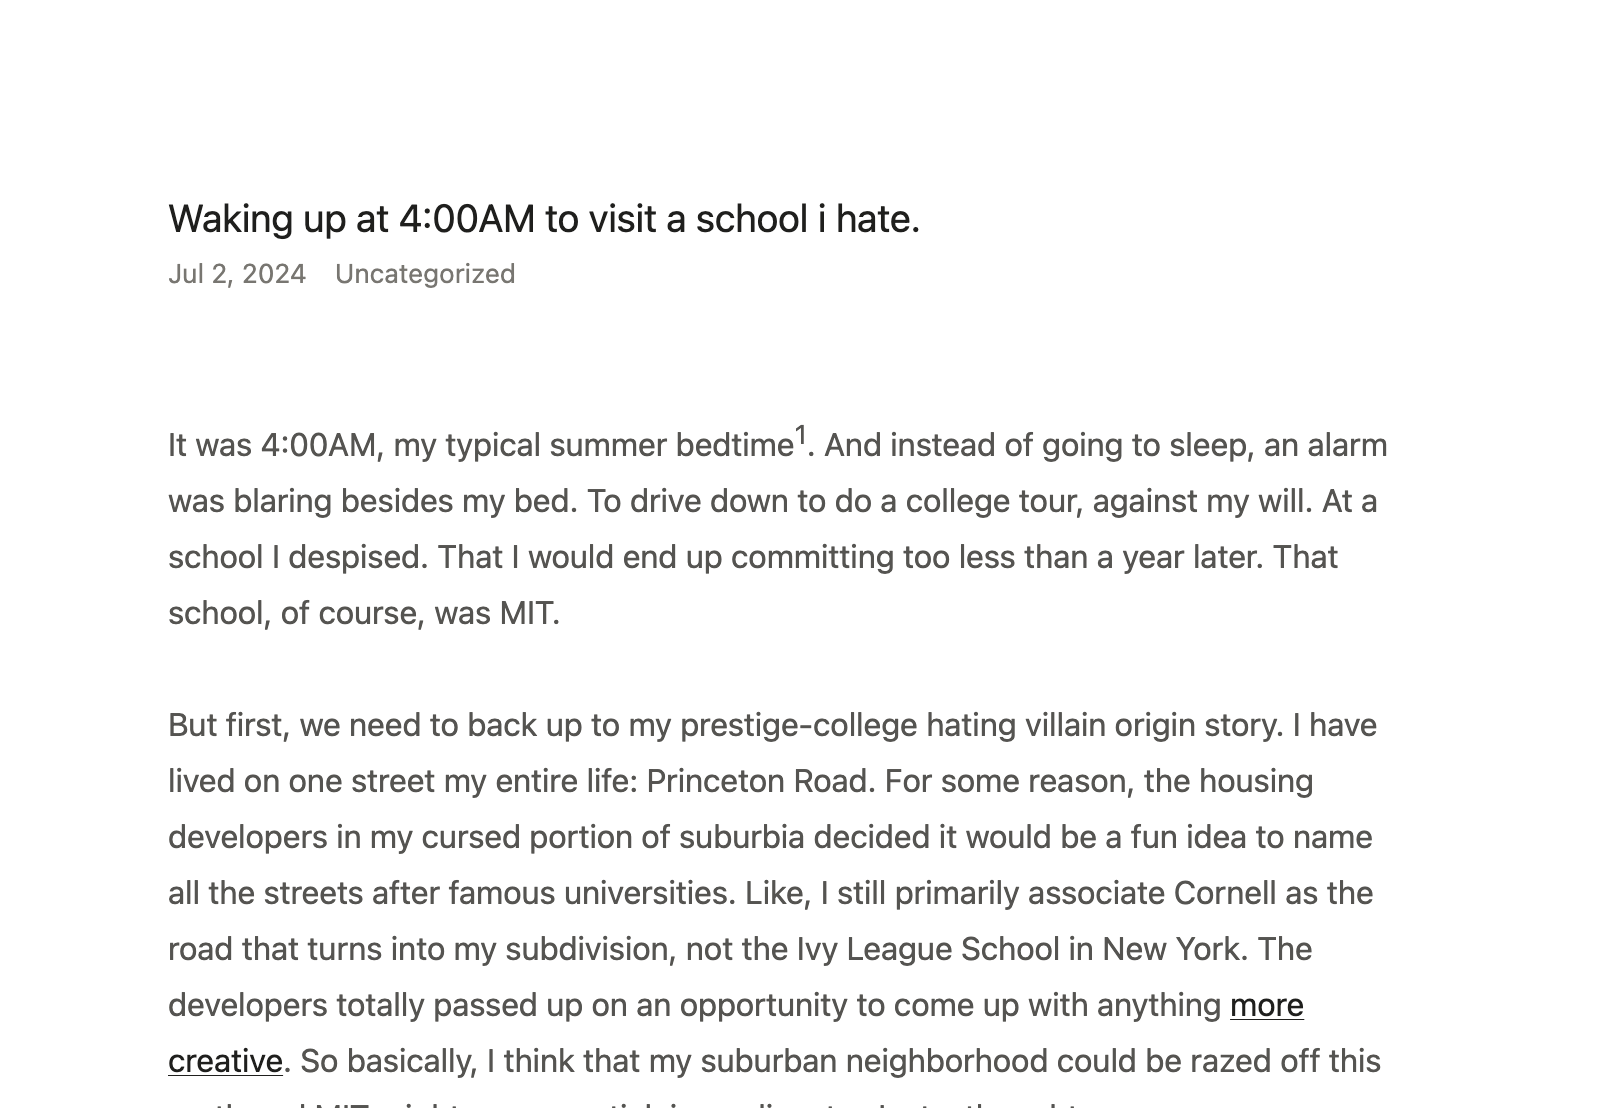 Waking up at 4:00AM to visit a school i hate.
Jul 2, 2024 Uncategorized
It was 4:00AM, my typical summer bedtime1. And instead of going to sleep, an alarm
was blaring besides my bed. To drive down to do a college tour, against my will. At a
school I despised. That I would end up committing too less than a year later. That
school, of course, was MIT.
But first, we need to back up to my prestige-college hating villain origin story. I have
lived on one street my entire life: Princeton Road. For some reason, the housing
developers in my cursed portion of suburbia decided it would be a fun idea to name
all the streets after famous universities. Like, I still primarily associate Cornell as the
road that turns into my subdivision, not the Ivy League School in New York. The
developers totally passed up on an opportunity to come up with anything more
creative. So basically, I think that my suburban neighborhood could be razed off this